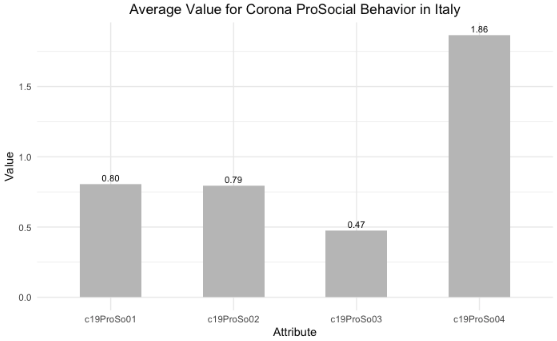 Average Value for Corona ProSocial Behavior in Italy
1.86
1.5
Value
1.0
0.80
0.79
0.5
0.47
0.0
c19ProSo01 c19ProSo02 c19ProSo03 c19ProSo04
Attribute